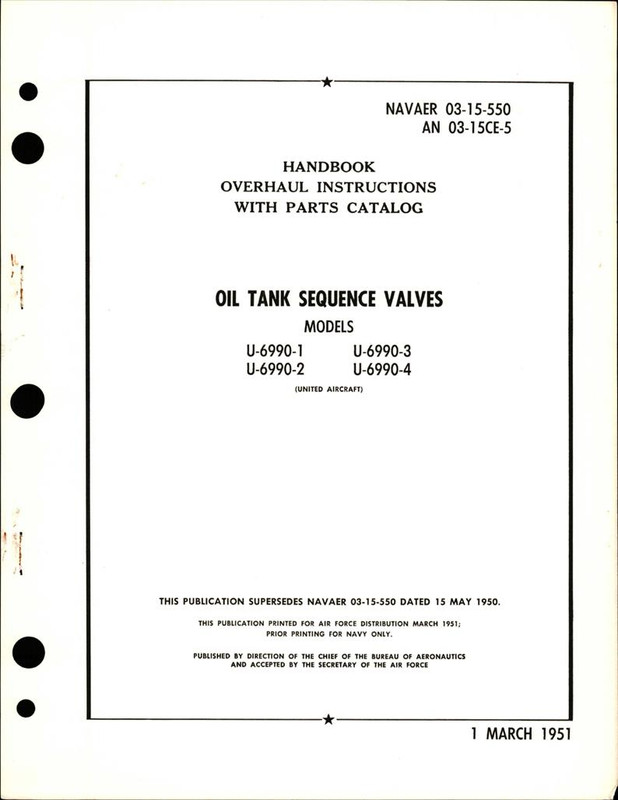 NAVAER 03-15-550
AN 03-15CE-5
HANDBOOK
OVERHAUL INSTRUCTIONS
WITH PARTS CATALOG
OIL TANK SEQUENCE VALVES
MODELS
U-6990-1 U-6990-3
U-6990-2 U-6990-4
(UNITED AIRCRAFT)
THIS PUBLICATION SUPERSEDES NAVAER 03-15-550 DATED 15 MAY 1950.
THIS PUBLICATION PRINTED FOR AIR FORCE DISTRIBUTION MARCH 1951;
PRIOR PRINTING FOR NAVY ONLY.
PUBLISHED BY DIRECTION OF THE CHIEF OF THE BUREAU OF AERONAUTICS
AND ACCEPTED BY THE SECRETARY OF THE AIR FORCE
1 MARCH 1951